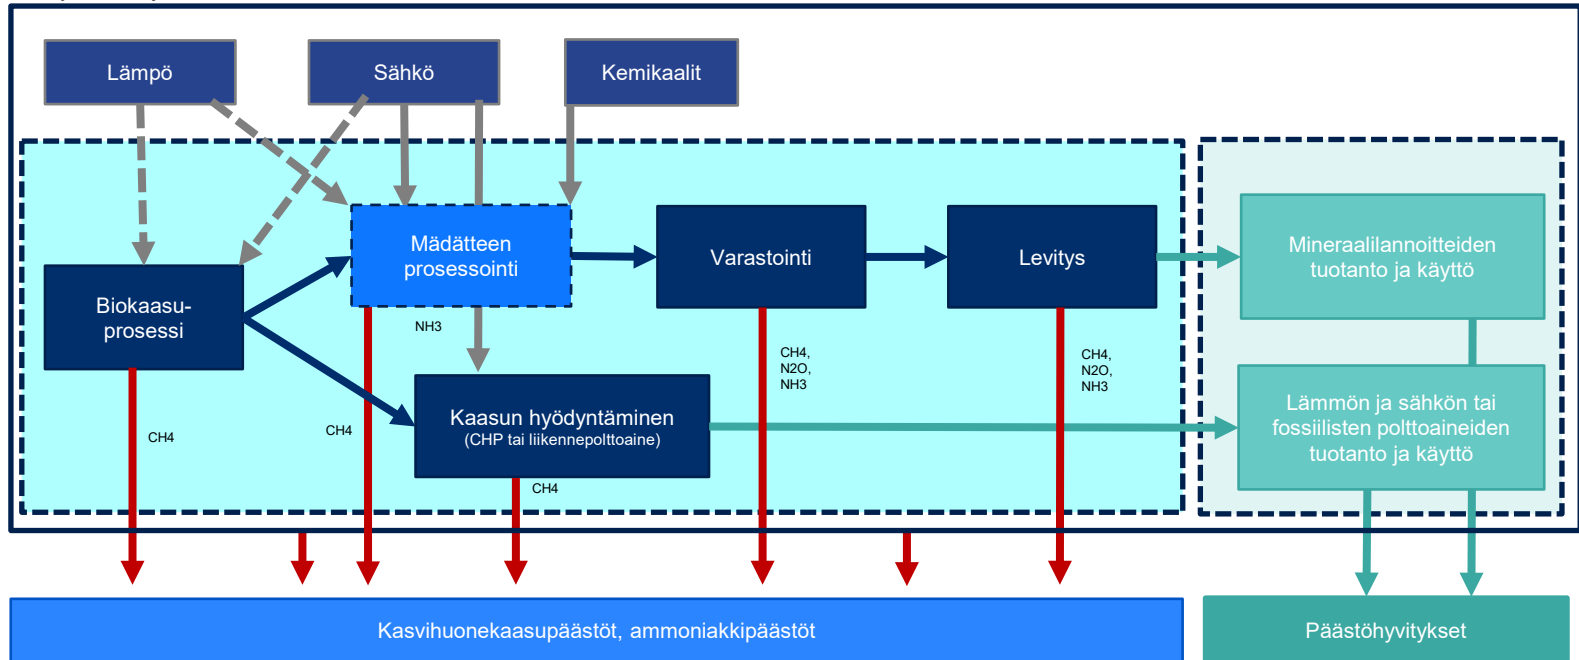 Lämpö
Sähkö
Kemikaalit
Mädätteen
prosessointi
Varastointi
Levitys
Mineraalilannoitteiden
tuotanto ja käyttö
Biokaasu-
prosessi
NH3
CH4,
N2O,
NH3
CH4,
N2O,
NH3
Kaasun hyödyntäminen
(CHP tai liikennepolttoaine)
Lämmön ja sähkön tai
fossiilisten polttoaineiden
tuotanto ja käyttö
CH4
CH4
CH4
Kasvihuonekaasupäästöt, ammoniakkipäästöt
Päästöhyvitykset